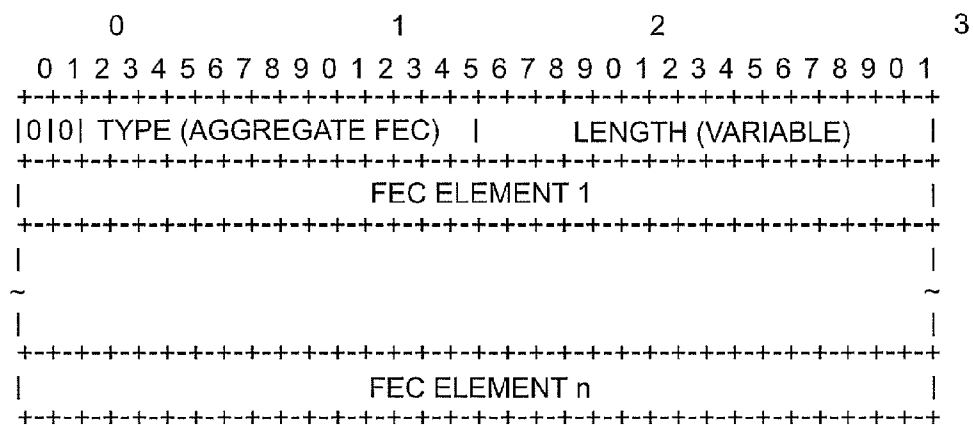 0 1 2 3
0 1 2 3 4 5 6 7 8 9 0 1 2 3 4 5 6 7 8 9 0 1 2 3 4 5 6 7 8 9 0 1
+-+-+-+-+-+-+-+-+-+-+-+-+-+-+-+-+-+-+-+-+-+-+-+-+-+-+-+-+-+-+-+-+
|0|0| TYPE (AGGREGATE FEC) | LENGTH (VARIABLE) |
+-+-+-+-+-+-+-+-+-+-+-+-+-+-+-+-+-+-+-+-+-+-+-+-+-+-+-+-+-+-+-+-+
| FEC ELEMENT 1 |
+-+-+-+-+-+-+-+-+-+-+-+-+-+-+-+-+-+-+-+-+-+-+-+-+-+-+-+-+-+-+-+-+
| |
~ ~
| |
+-+-+-+-+-+-+-+-+-+-+-+-+-+-+-+-+-+-+-+-+-+-+-+-+-+-+-+-+-+-+-+-+
| FEC ELEMENT n |
+-+-+-+-+-+-+-+-+-+-+-+-+-+-+-+-+-+-+-+-+-+-+-+-+-+-+-+-+-+-+-+-+